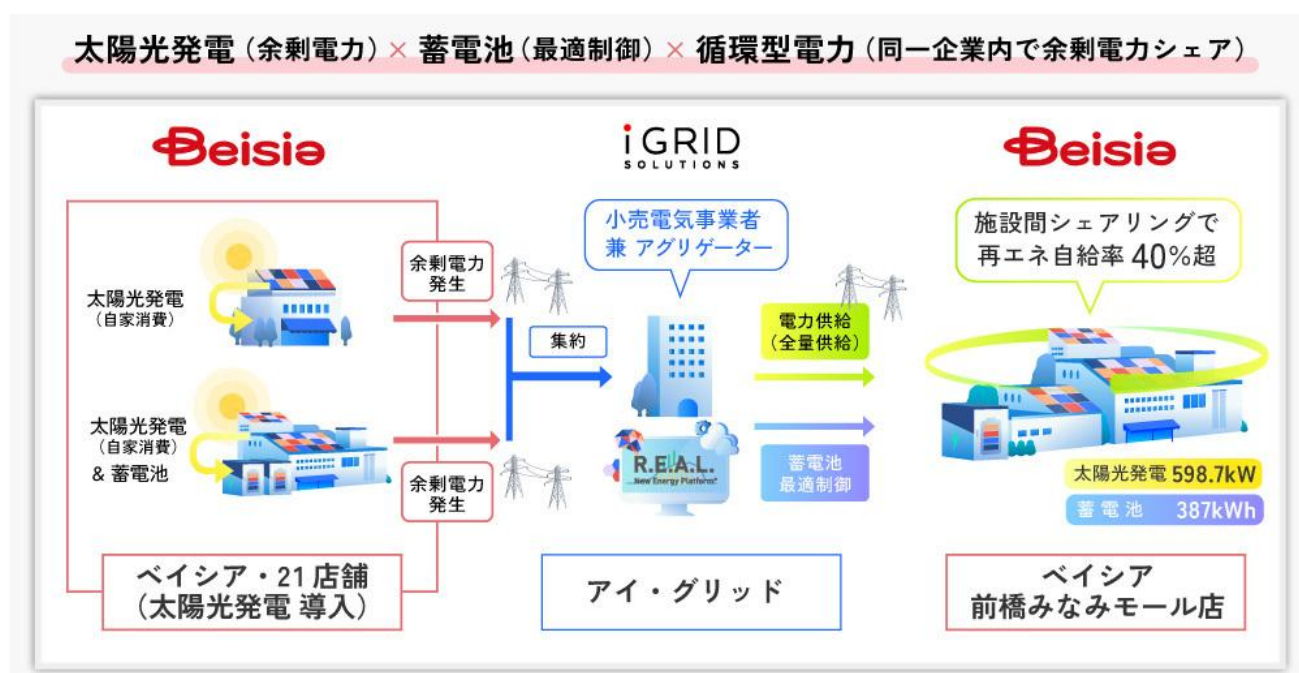 太陽光発電（余剰電力）×蓄電池（最適制御）×循環型電力（同一企業内で余剰電力シェア）
Beisia
太陽光発電
（自家消費）
太陽光発電
（自家消費）
& 蓄電池
余剰電力
発生
余剰電力
発生
ベイシア・21店舗
（太陽光発電 導入）
i GRID
SOLUTIONS
小売電気事業者
兼 アグリゲーター
集約
R.E.A.L.
New Energy Platform®
電力供給
（全量供給）
蓄電池
最適制御
アイ・グリッド
Beisia
施設間シェアリングで
再エネ自給率 40％超
太陽光発電 598.7kW
蓄電池 387kWh
ベイシア
前橋みなみモール店